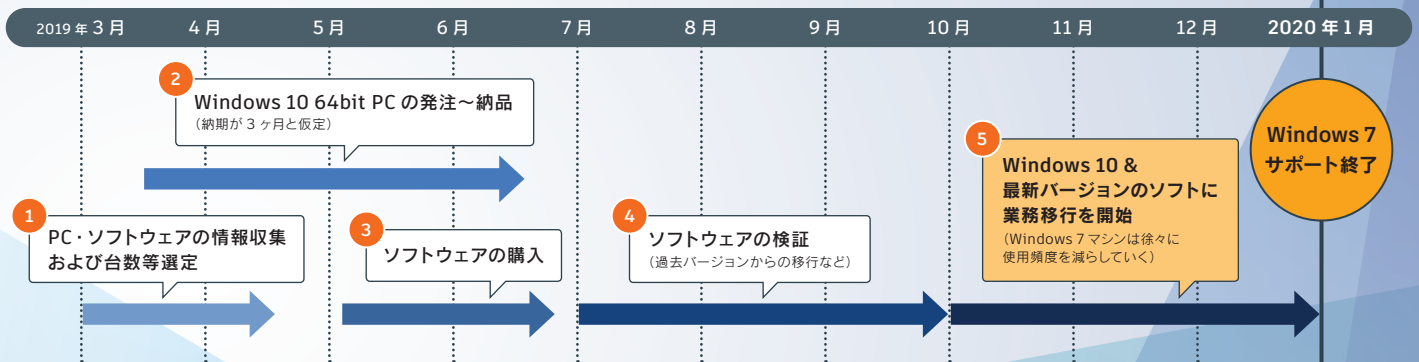 2019 年 3 月 4 月 5 月 6 月 7 月 8 月 9 月 10 月 11 月 12 月 2020 年 1 月
2
Windows 10 64bit PC の発注～納品
（納期が 3 ヶ月と仮定）
5
Windows 10 &
最新バージョンのソフトに
業務移行を開始
（Windows 7 マシンは徐々に
使用頻度を減らしていく）
Windows 7
サポート終了
1
PC・ソフトウェアの情報収集
および台数等選定
3
ソフトウェアの購入
4
ソフトウェアの検証
（過去バージョンからの移行など）